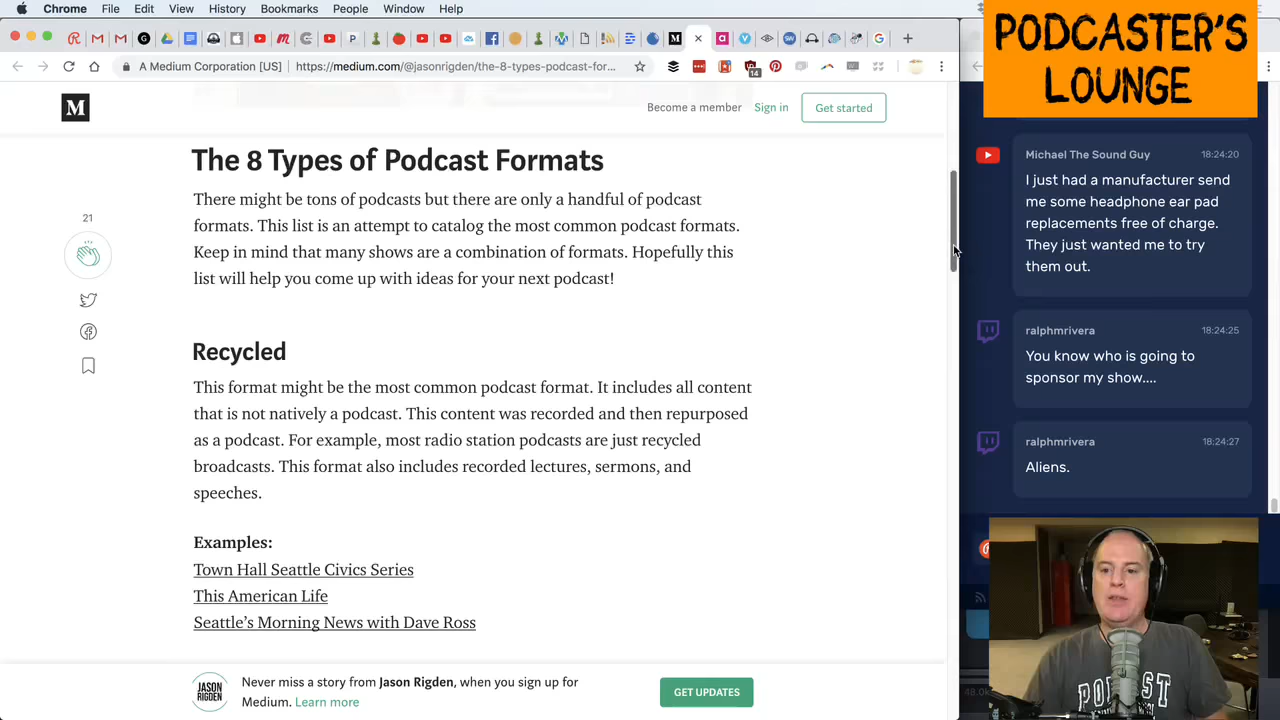 Chrome File Edit View History Bookmarks People Window Help
A Medium Corporation [US] https://medium.com/@jasonrigden/the-8-types-podcast-for...
14
M
Become a member Sign in Get started
The 8 Types of Podcast Formats
There might be tons of podcasts but there are only a handful of podcast
formats. This list is an attempt to catalog the most common podcast formats.
Keep in mind that many shows are a combination of formats. Hopefully this
list will help you come up with ideas for your next podcast!
21
Recycled
This format might be the most common podcast format. It includes all content
that is not natively a podcast. This content was recorded and then repurposed
as a podcast. For example, most radio station podcasts are just recycled
broadcasts. This format also includes recorded lectures, sermons, and
speeches.
Examples:
Town Hall Seattle Civics Series
This American Life
Seattle's Morning News with Dave Ross
JASON
RIGDEN
Never miss a story from Jason Rigden, when you sign up for
Medium. Learn more
GET UPDATES
PODCASTER'S
LOUNGE
Michael The Sound Guy 18:24:20
I just had a manufacturer send
me some headphone ear pad
replacements free of charge.
They just wanted me to try
them out.
ralphmrivera 18:24:25
You know who is going to
sponsor my show....
ralphmrivera 18:24:27
Aliens.
48.0k